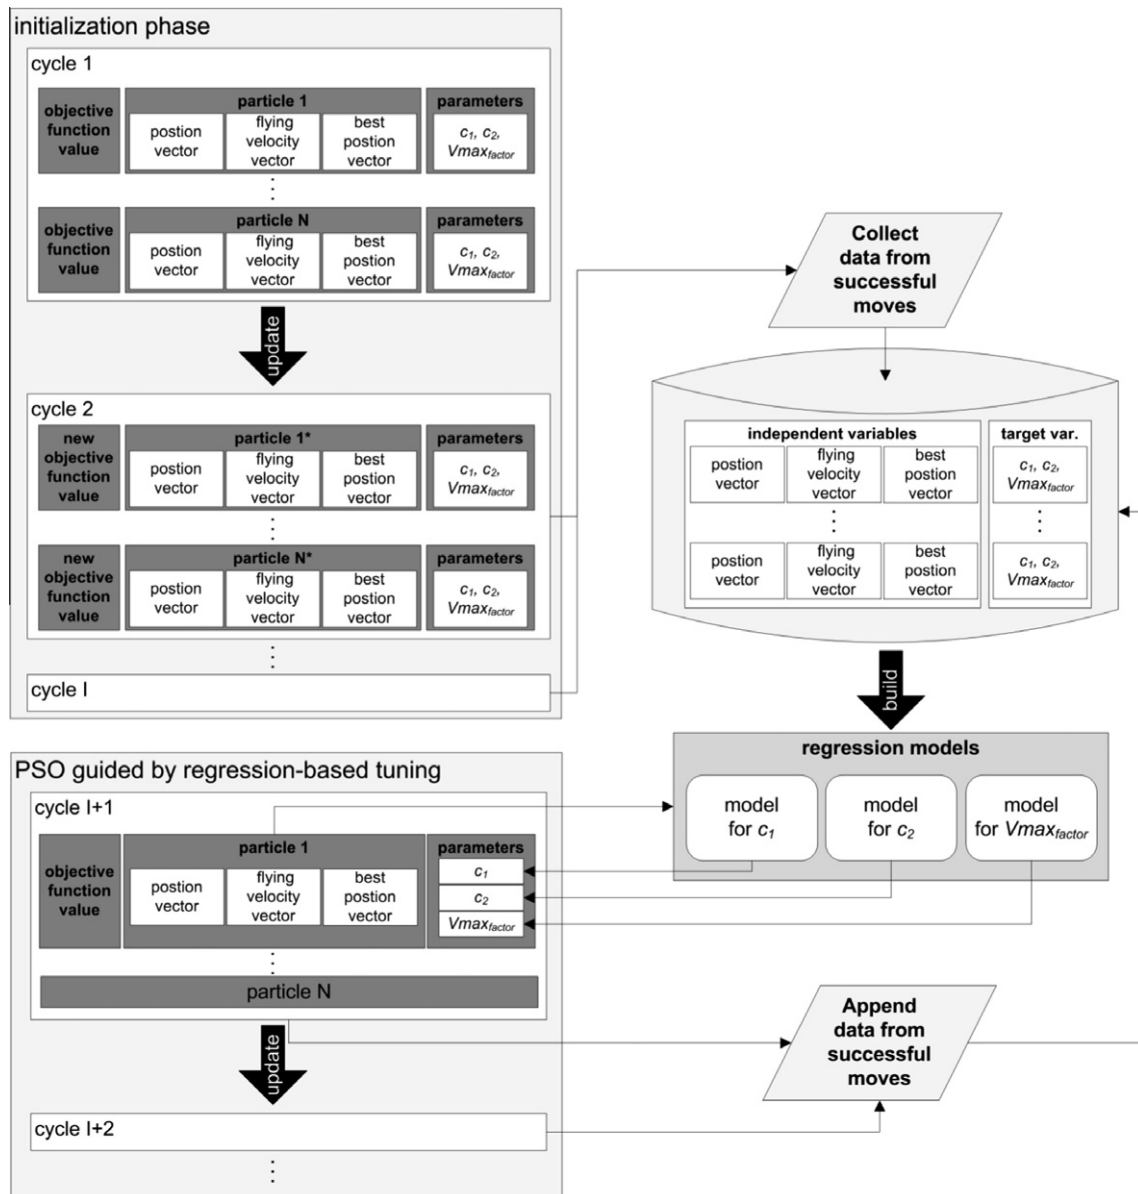 initialization phase
cycle 1
objective
function
value
particle 1
postion
vector
flying
velocity
vector
best
postion
vector
parameters
c1, c2,
Vmaxfactor
objective
function
value
particle N
postion
vector
flying
velocity
vector
best
postion
vector
parameters
c1, c2,
Vmaxfactor
update
cycle 2
new
objective
function
value
particle 1*
postion
vector
flying
velocity
vector
best
postion
vector
parameters
c1, c2,
Vmaxfactor
new
objective
function
value
particle N*
postion
vector
flying
velocity
vector
best
postion
vector
parameters
c1, c2,
Vmaxfactor
cycle I
Collect
data from
successful
moves
independent variables
target var.
postion
vector
flying
velocity
vector
best
postion
vector
c1, c2,
Vmaxfactor
postion
vector
flying
velocity
vector
best
postion
vector
c1, c2,
Vmaxfactor
build
regression models
model
for c1
model
for c2
model
for Vmaxfactor
PSO guided by regression-based tuning
cycle I+1
objective
function
value
particle 1
postion
vector
flying
velocity
vector
best
postion
vector
parameters
c1
c2
Vmaxfactor
particle N
update
cycle I+2
Append
data from
successful
moves